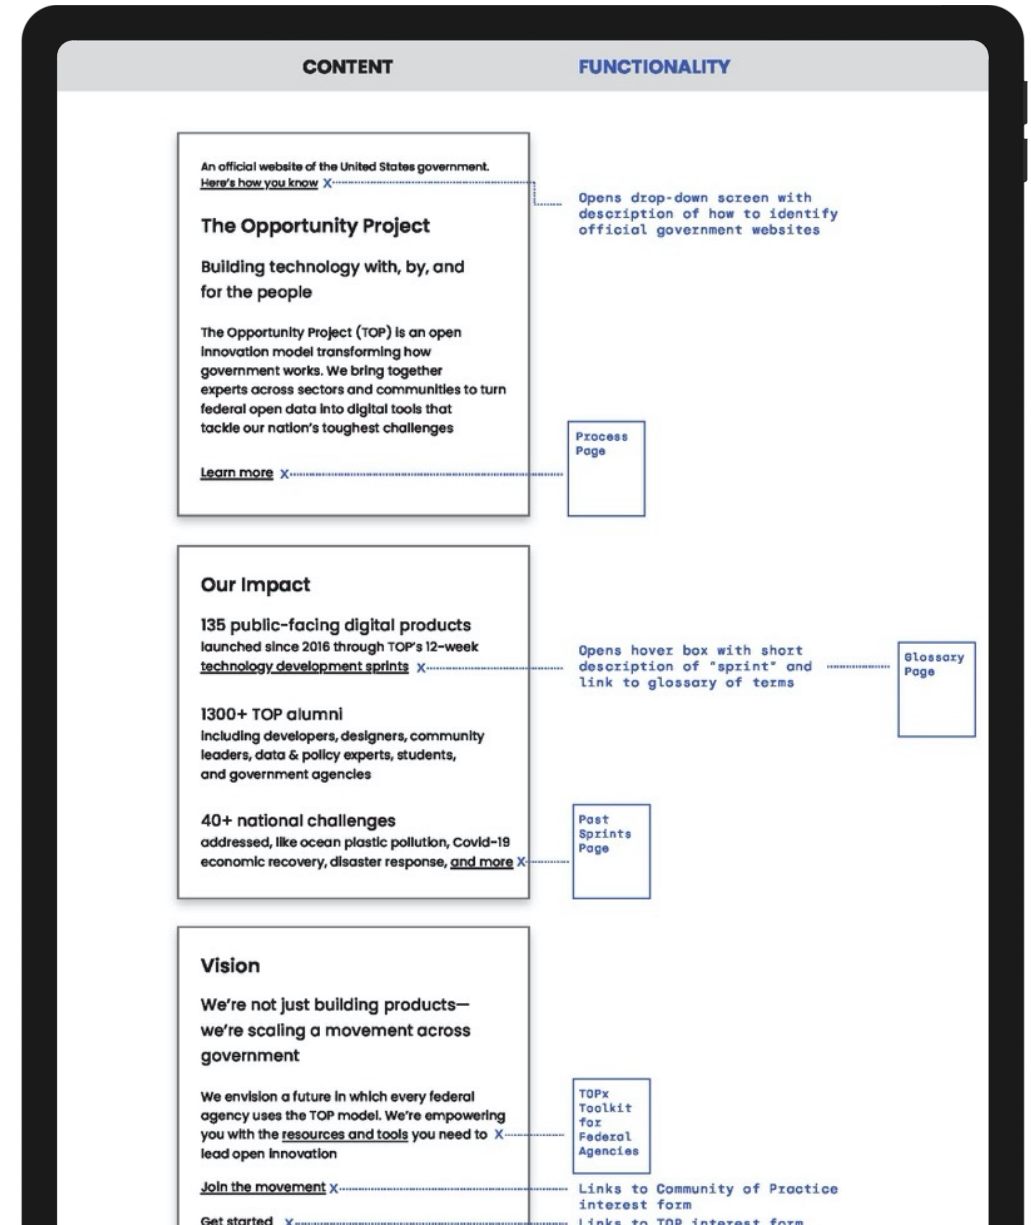 CONTENT
FUNCTIONALITY
An official website of the United States government.
Here's how you know X
Opens drop-down screen with
description of how to identify
official government websites
The Opportunity Project
Building technology with, by, and
for the people
The Opportunity Project (TOP) is an open
innovation model transforming how
government works. We bring together
experts across sectors and communities to turn
federal open data into digital tools that
tackle our nation's toughest challenges
Learn more X
Process
Page
Our Impact
135 public-facing digital products
launched since 2016 through TOP's 12-week
technology development sprints X
Opens hover box with short
description of "sprint" and
link to glossary of terms
Glossary
Page
1300+ TOP alumni
including developers, designers, community
leaders, data & policy experts, students,
and government agencies
40+ national challenges
addressed, like ocean plastic pollution, Covid-19
economic recovery, disaster response, and more X
Past
Sprints
Page
Vision
We're not just building products—
we're scaling a movement across
government
We envision a future in which every federal
agency uses the TOP model. We're empowering
you with the resources and tools you need to X
lead open innovation
TOPx
Toolkit
for
Federal
Agencies
Join the movement X
Links to Community of Practice
interest form
Get started X
Links to TOP interest form